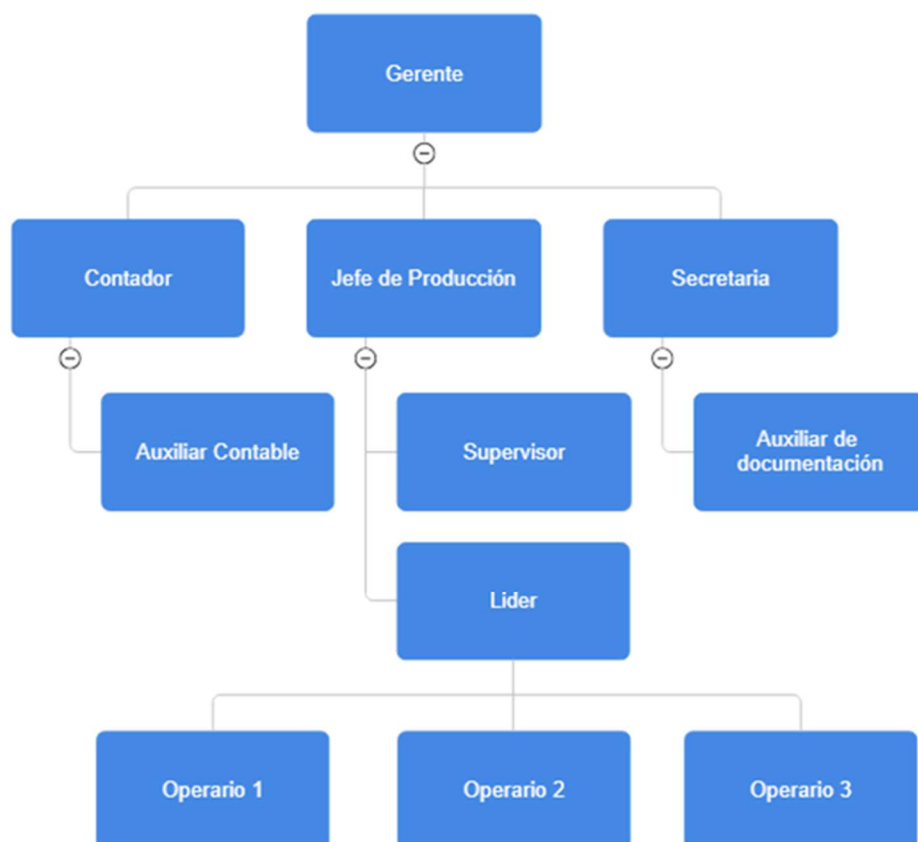 Gerente
Contador
Jefe de Producción
Secretaria
Auxiliar Contable
Supervisor
Auxiliar de
documentación
Lider
Operario 1
Operario 2
Operario 3